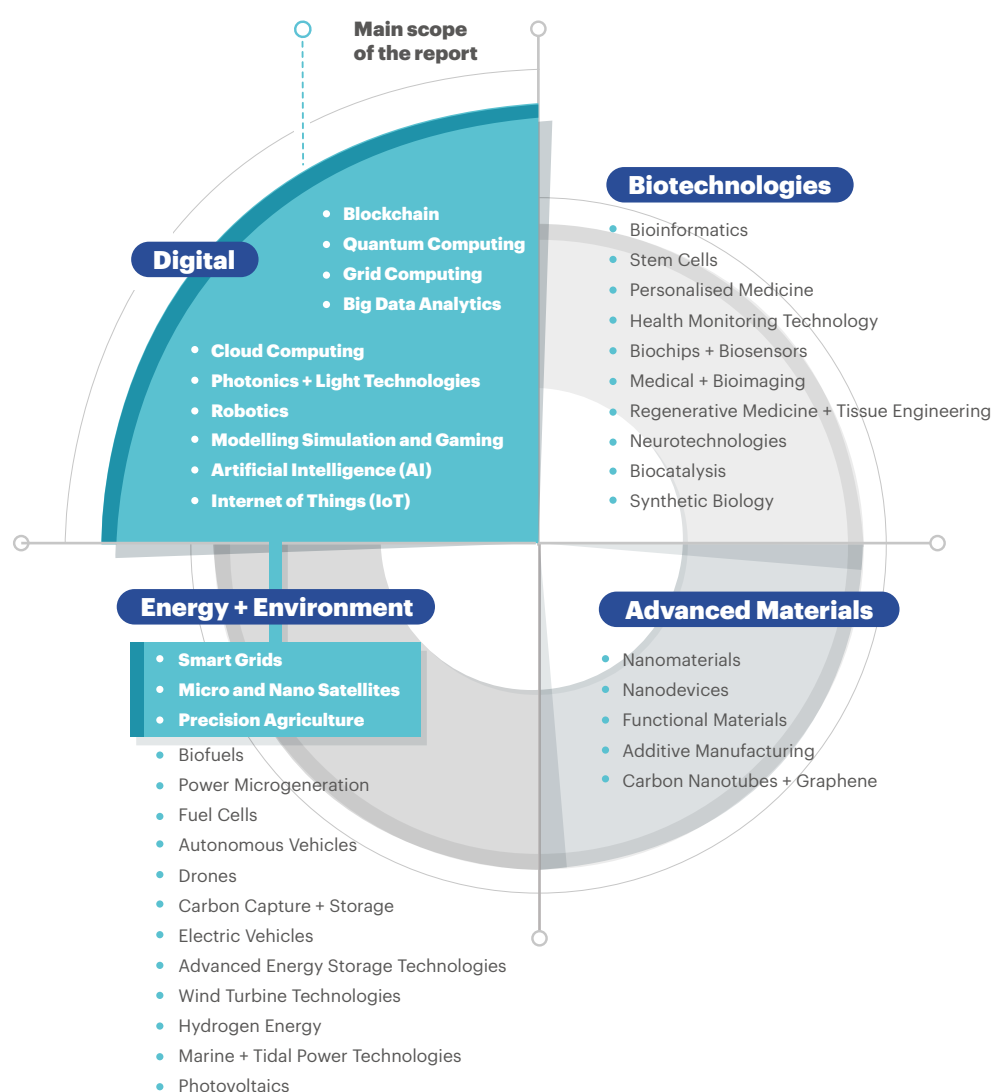 Main scope
of the report
Digital
Blockchain
Quantum Computing
Grid Computing
Big Data Analytics
Cloud Computing
Photonics + Light Technologies
Robotics
Modelling Simulation and Gaming
Artificial Intelligence (AI)
Internet of Things (IoT)
Biotechnologies
Bioinformatics
Stem Cells
Personalised Medicine
Health Monitoring Technology
Biochips + Biosensors
Medical + Bioimaging
Regenerative Medicine + Tissue Engineering
Neurotechnologies
Biocatalysis
Synthetic Biology
Energy + Environment
Smart Grids
Micro and Nano Satellites
Precision Agriculture
Biofuels
Power Microgeneration
Fuel Cells
Autonomous Vehicles
Drones
Carbon Capture + Storage
Electric Vehicles
Advanced Energy Storage Technologies
Wind Turbine Technologies
Hydrogen Energy
Marine + Tidal Power Technologies
Photovoltaics
Advanced Materials
Nanomaterials
Nanodevices
Functional Materials
Additive Manufacturing
Carbon Nanotubes + Graphene